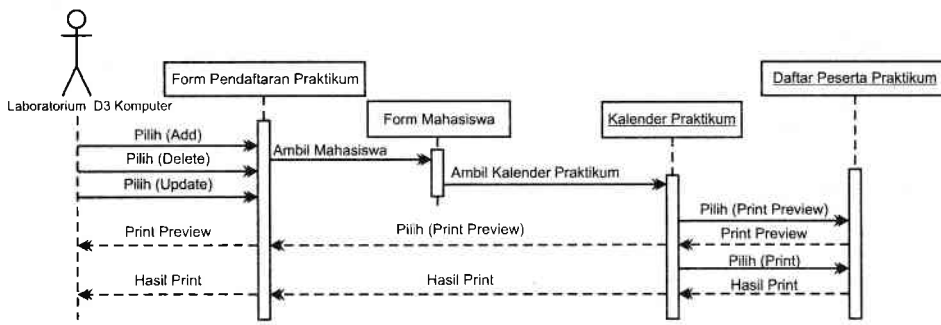 Form Pendaftaran Praktikum
Daftar Peserta Praktikum
Laboratorium D3 Komputer
Form Mahasiswa
Kalender Praktikum
Pilih (Add)
Ambil Mahasiswa
Pilih (Delete)
Ambil Kalender Praktikum
Pilih (Update)
Pilih (Print Preview)
Print Preview
Pilih (Print Preview)
Print Preview
Pilih (Print)
Hasil Print
Hasil Print
Hasil Print